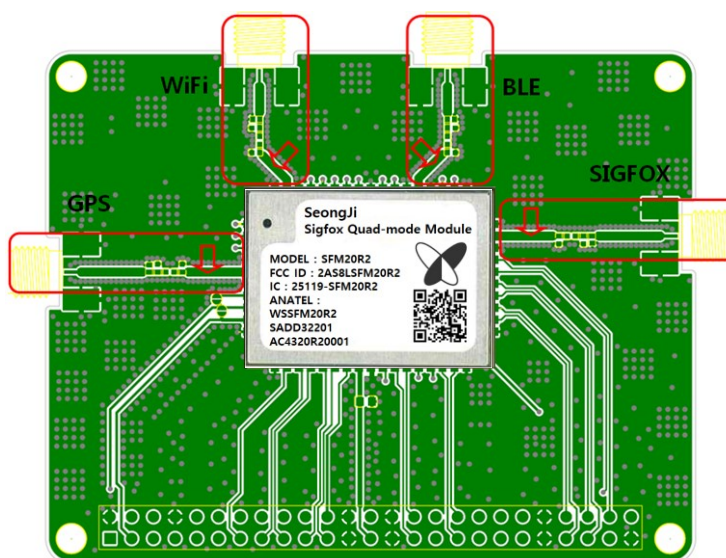 WiFi
BLE
SIGFOX
GPS
SeongJi
Sigfox Quad-mode Module
MODEL : SFM20R2
FCC ID : 2AS8LSFM20R2
IC : 25119-SFM20R2
ANATEL :
WSSFM20R2
SADD32201
AC4320R20001